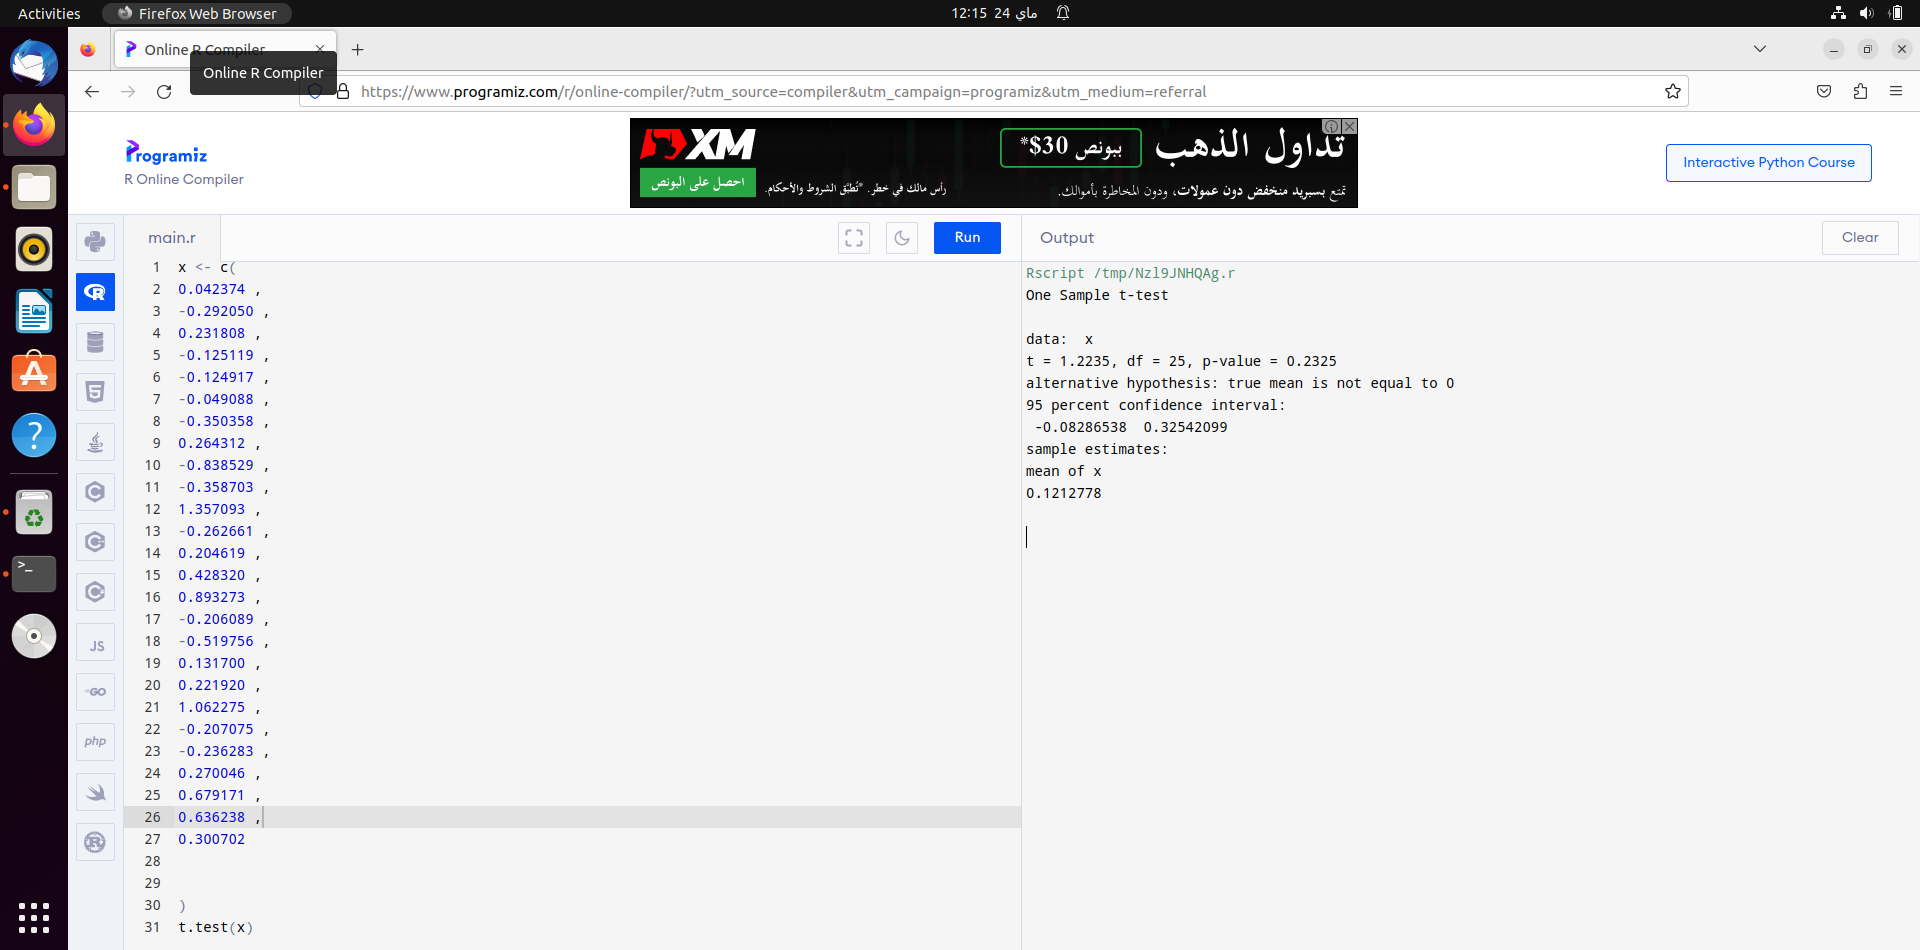 Activities
Firefox Web Browser
12:15 24 ماي
Online R Compiler
Online R Compiler
https://www.programiz.com/r/online-compiler/?utm_source=compiler&utm_campaign=programiz&utm_medium=referral
Programiz
R Online Compiler
XM
احصل على البونص
تداول الذهب
ببونص 30$*
تمتع بسبريد منخفض دون عمولات، ودون المخاطرة بأموالك.
رأس مالك في خطر. *تُطبَّق الشروط والأحكام.
Interactive Python Course
main.r
Run
Output
Clear
JS
GO
php
1 x <- c(
2 0.042374 ,
3 -0.292050 ,
4 0.231808 ,
5 -0.125119 ,
6 -0.124917 ,
7 -0.049088 ,
8 -0.350358 ,
9 0.264312 ,
10 -0.838529 ,
11 -0.358703 ,
12 1.357093 ,
13 -0.262661 ,
14 0.204619 ,
15 0.428320 ,
16 0.893273 ,
17 -0.206089 ,
18 -0.519756 ,
19 0.131700 ,
20 0.221920 ,
21 1.062275 ,
22 -0.207075 ,
23 -0.236283 ,
24 0.270046 ,
25 0.679171 ,
26 0.636238 ,
27 0.300702
28
29
30 )
31 t.test(x)
Rscript /tmp/Nzl9JNHQAg.r
One Sample t-test
data:  x
t = 1.2235, df = 25, p-value = 0.2325
alternative hypothesis: true mean is not equal to 0
95 percent confidence interval:
-0.08286538  0.32542099
sample estimates:
mean of x
0.1212778